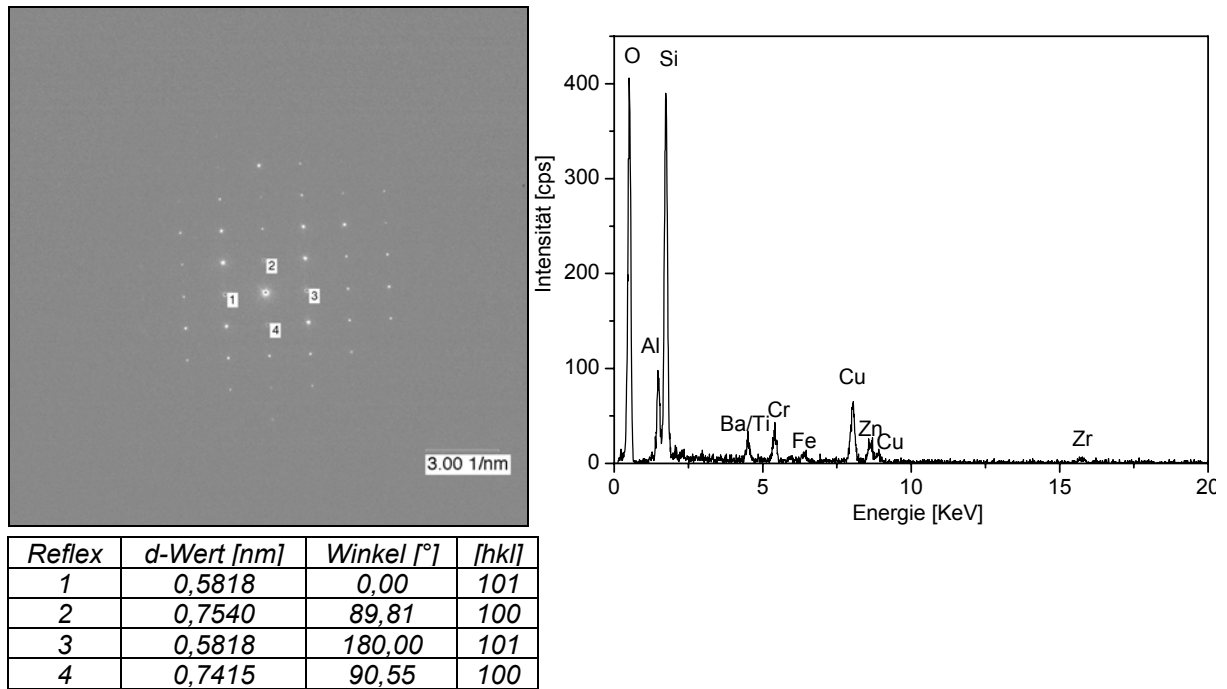 2
1
3
4
3.00 1/nm
O
Si
Al
Ba/Ti
Cr
Fe
Cu
Zn
Cu
Zr
400
300
200
100
0
Intensität [cps]
0 5 10 15 20
Energie [KeV]
Reflex d-Wert [nm] Winkel [°] [hkl]
1 0,5818 0,00 101
2 0,7540 89,81 100
3 0,5818 180,00 101
4 0,7415 90,55 100